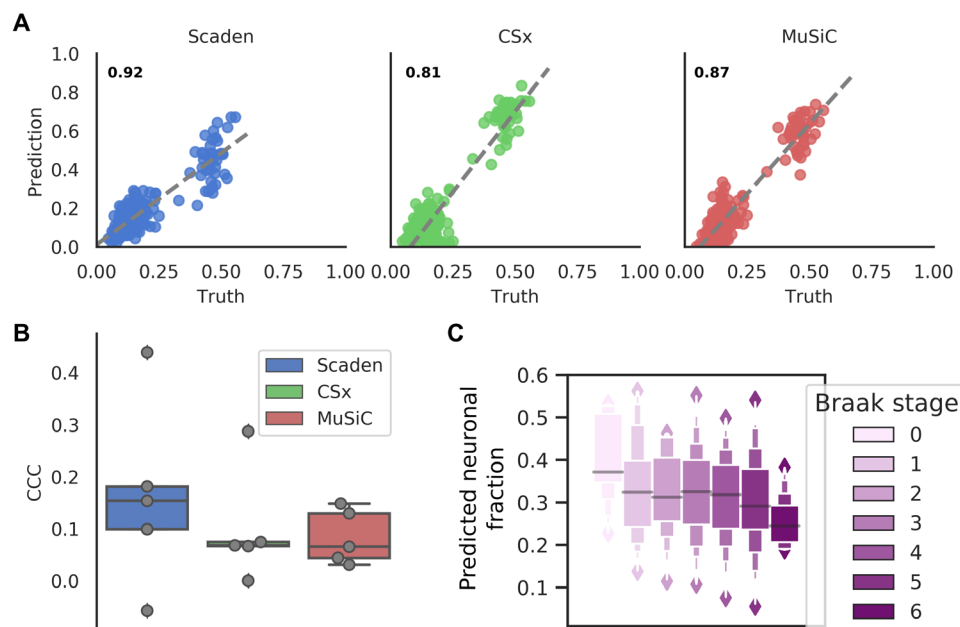 A
Scaden
CSx
MuSiC
1.0
0.8
0.6
0.4
0.2
0.0
Prediction
0.92
0.81
0.87
0.00 0.25 0.50 0.75 1.00
0.00 0.25 0.50 0.75 1.00
0.00 0.25 0.50 0.75 1.00
Truth
Truth
Truth
B
CCC
0.4
0.3
0.2
0.1
0.0
Scaden
CSx
MuSiC
C
Predicted neuronal
fraction
0.6
0.5
0.4
0.3
0.2
0.1
Braak stage
0
1
2
3
4
5
6